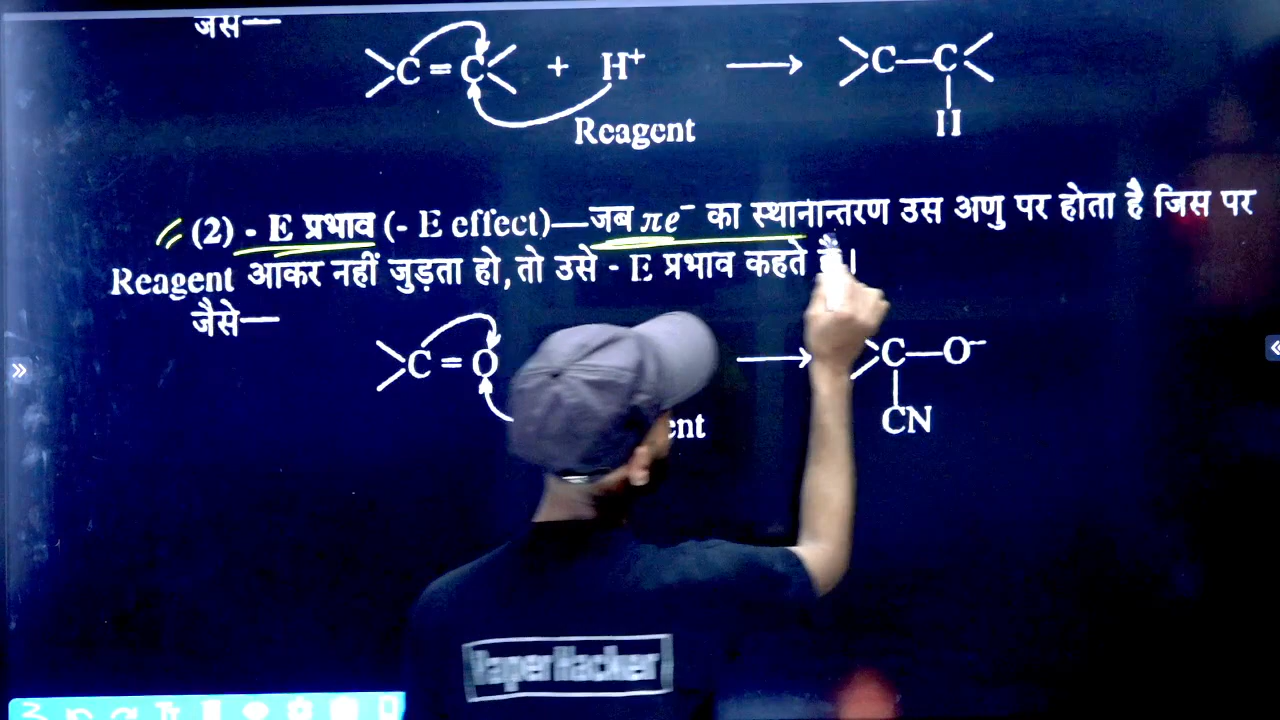 जैसे—
C = C + H⁺ ⟶ C—C
Reagent
H
(2) - E प्रभाव (- E effect)—जब πe⁻ का स्थानान्तरण उस अणु पर होता है जिस पर
Reagent आकर नहीं जुड़ता हो, तो उसे - E प्रभाव कहते
जैसे—
C = O ⟶ C—O⁻
CN
VaperHacker